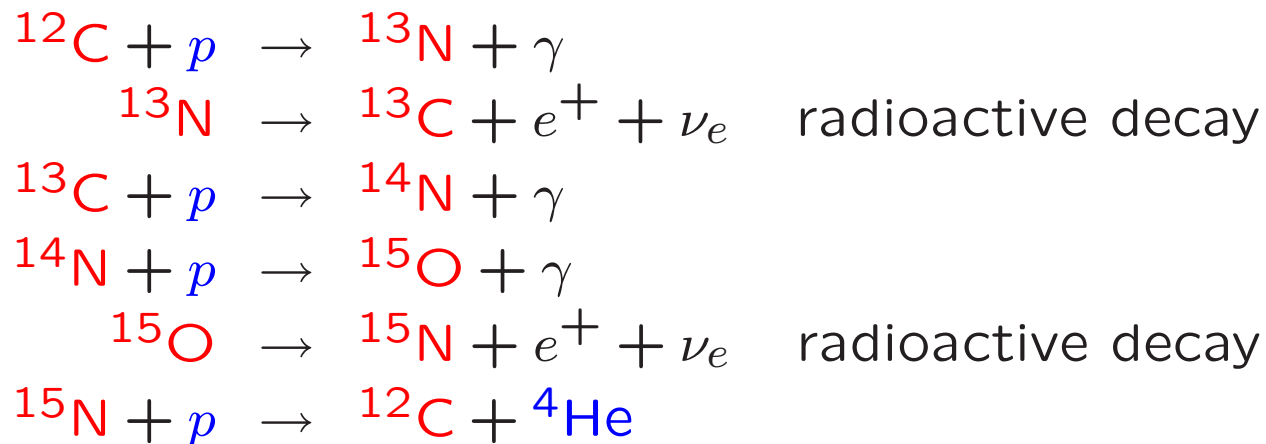 ¹²C + p → ¹³N + γ
¹³N → ¹³C + e⁺ + νₑ radioactive decay
¹³C + p → ¹⁴N + γ
¹⁴N + p → ¹⁵O + γ
¹⁵O → ¹⁵N + e⁺ + νₑ radioactive decay
¹⁵N + p → ¹²C + ⁴He